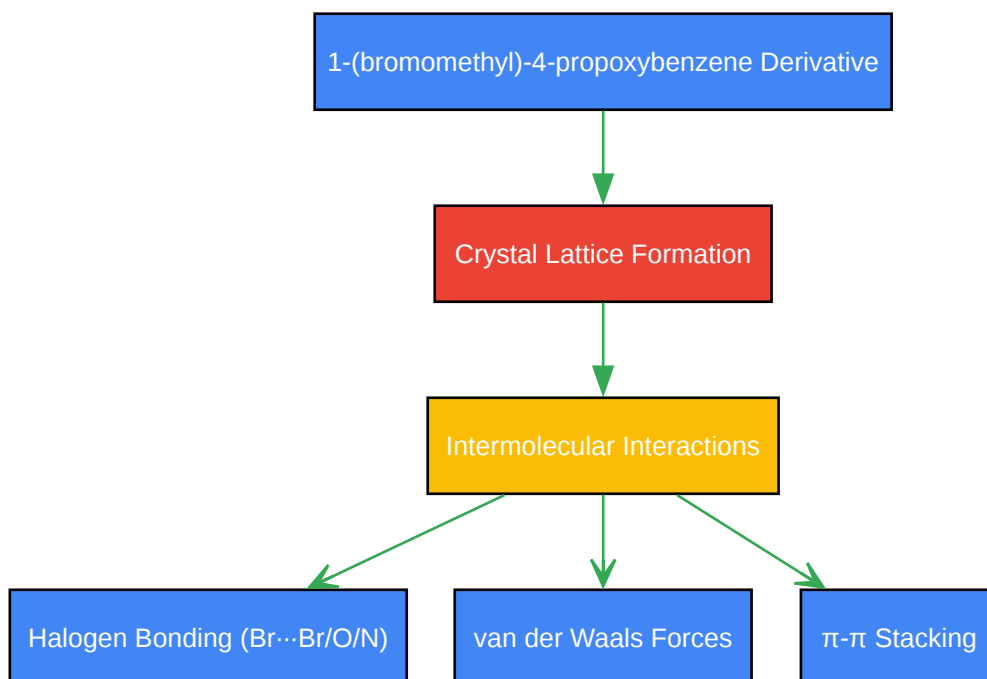 1-(bromomethyl)-4-propoxybenzene Derivative
Crystal Lattice Formation
Intermolecular Interactions
Halogen Bonding (Br···Br/O/N)
van der Waals Forces
π-π Stacking